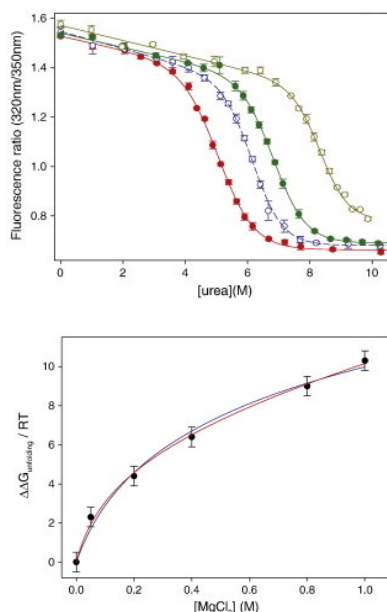 Fluorescence ratio (320nm/350nm)
1.6
1.4
1.2
1.0
0.8
0 2 4 6 8 10
[urea](M)
ΔΔG unfolding / RT
10
8
6
4
2
0
0.0 0.2 0.4 0.6 0.8 1.0
[MgCl₂] (M)